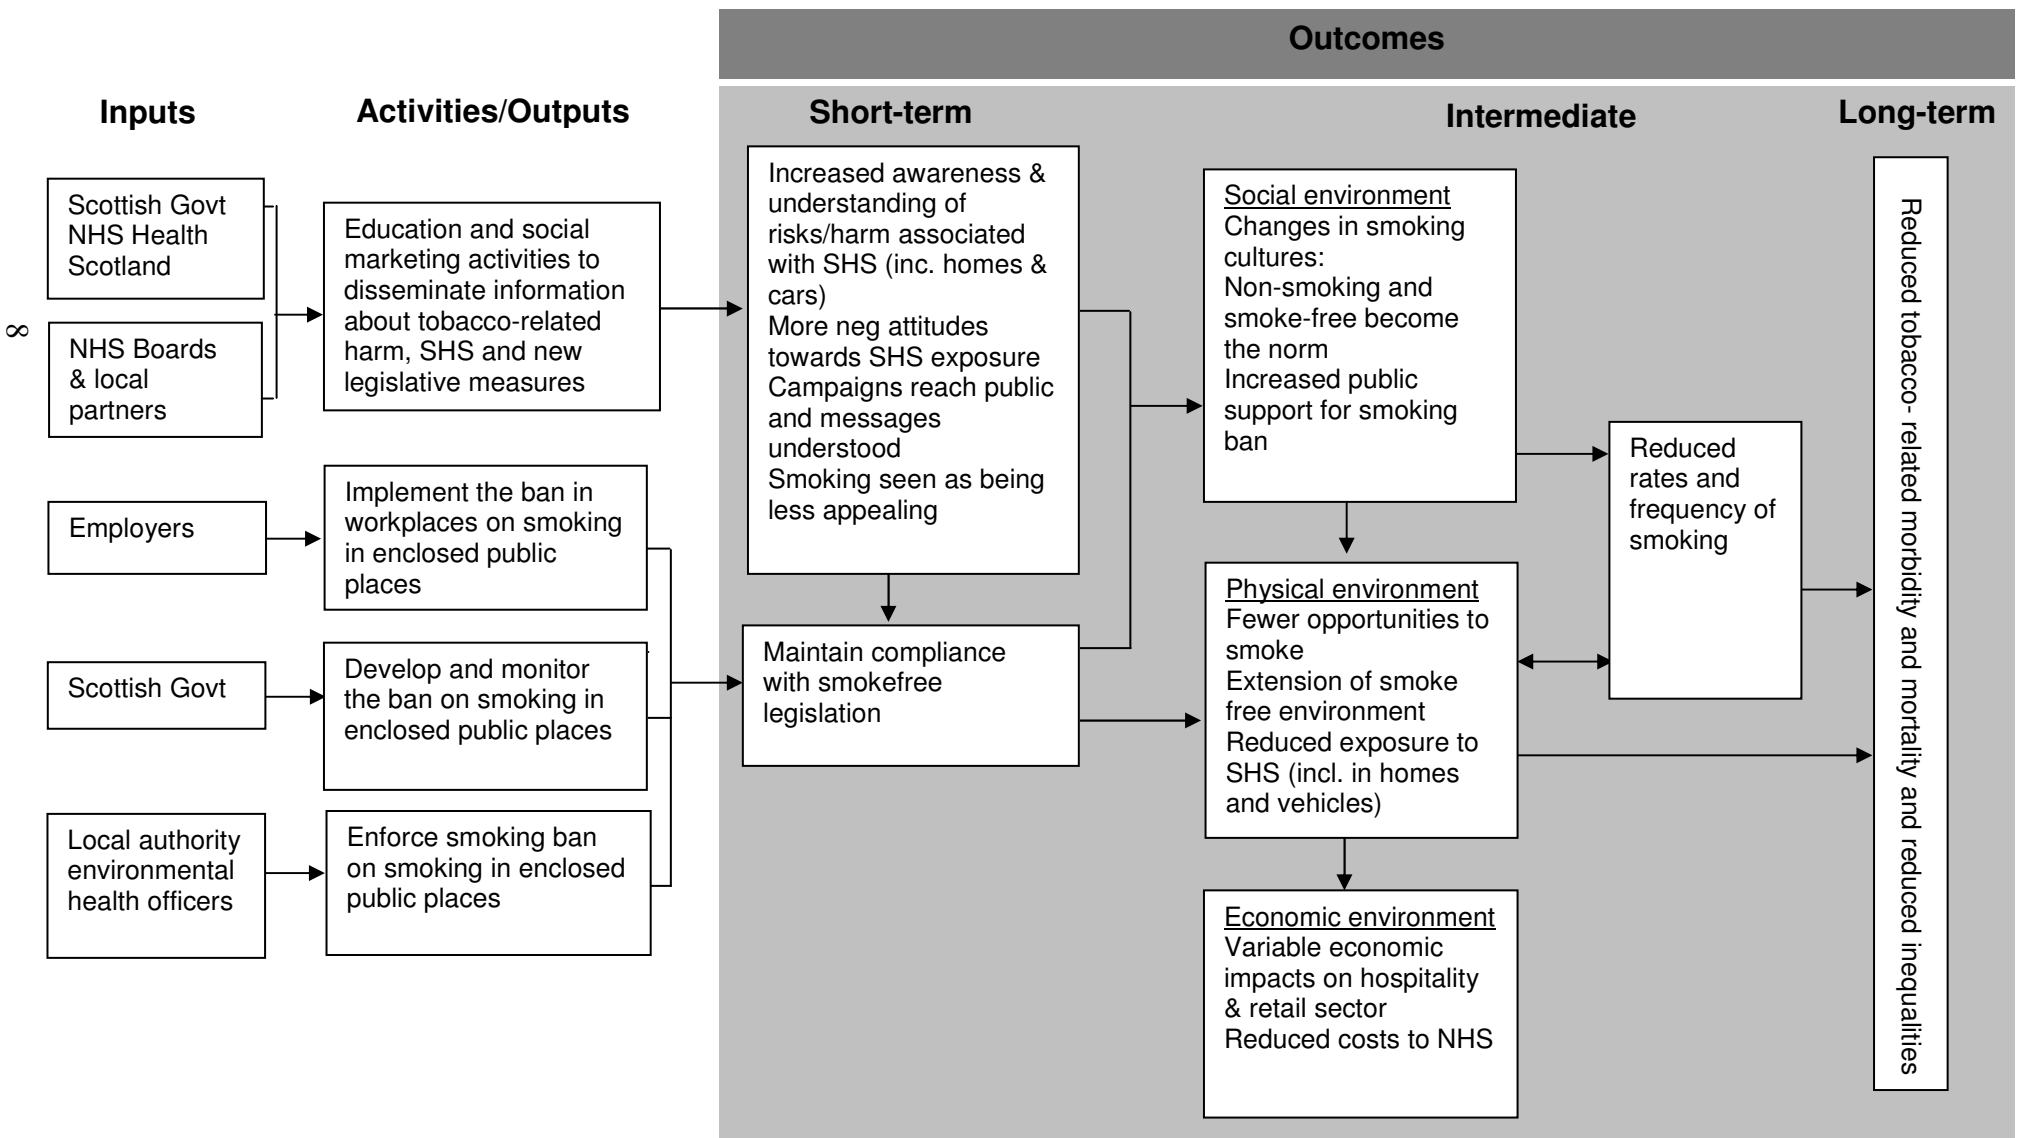 Outcomes
Inputs
Activities/Outputs
Short-term
Intermediate
Long-term
Scottish Govt
NHS Health
Scotland
NHS Boards
& local
partners
Employers
Scottish Govt
Local authority
environmental
health officers
Education and social
marketing activities to
disseminate information
about tobacco-related
harm, SHS and new
legislative measures
Implement the ban in
workplaces on smoking
in enclosed public
places
Develop and monitor
the ban on smoking in
enclosed public places
Enforce smoking ban
on smoking in enclosed
public places
Increased awareness &
understanding of
risks/harm associated
with SHS (inc. homes &
cars)
More neg attitudes
towards SHS exposure
Campaigns reach public
and messages
understood
Smoking seen as being
less appealing
Maintain compliance
with smokefree
legislation
Social environment
Changes in smoking
cultures:
Non-smoking and
smoke-free become
the norm
Increased public
support for smoking
ban
Physical environment
Fewer opportunities to
smoke
Extension of smoke
free environment
Reduced exposure to
SHS (incl. in homes
and vehicles)
Economic environment
Variable economic
impacts on hospitality
& retail sector
Reduced costs to NHS
Reduced
rates and
frequency of
smoking
Reduced tobacco- related morbidity and mortality and reduced inequalities
8